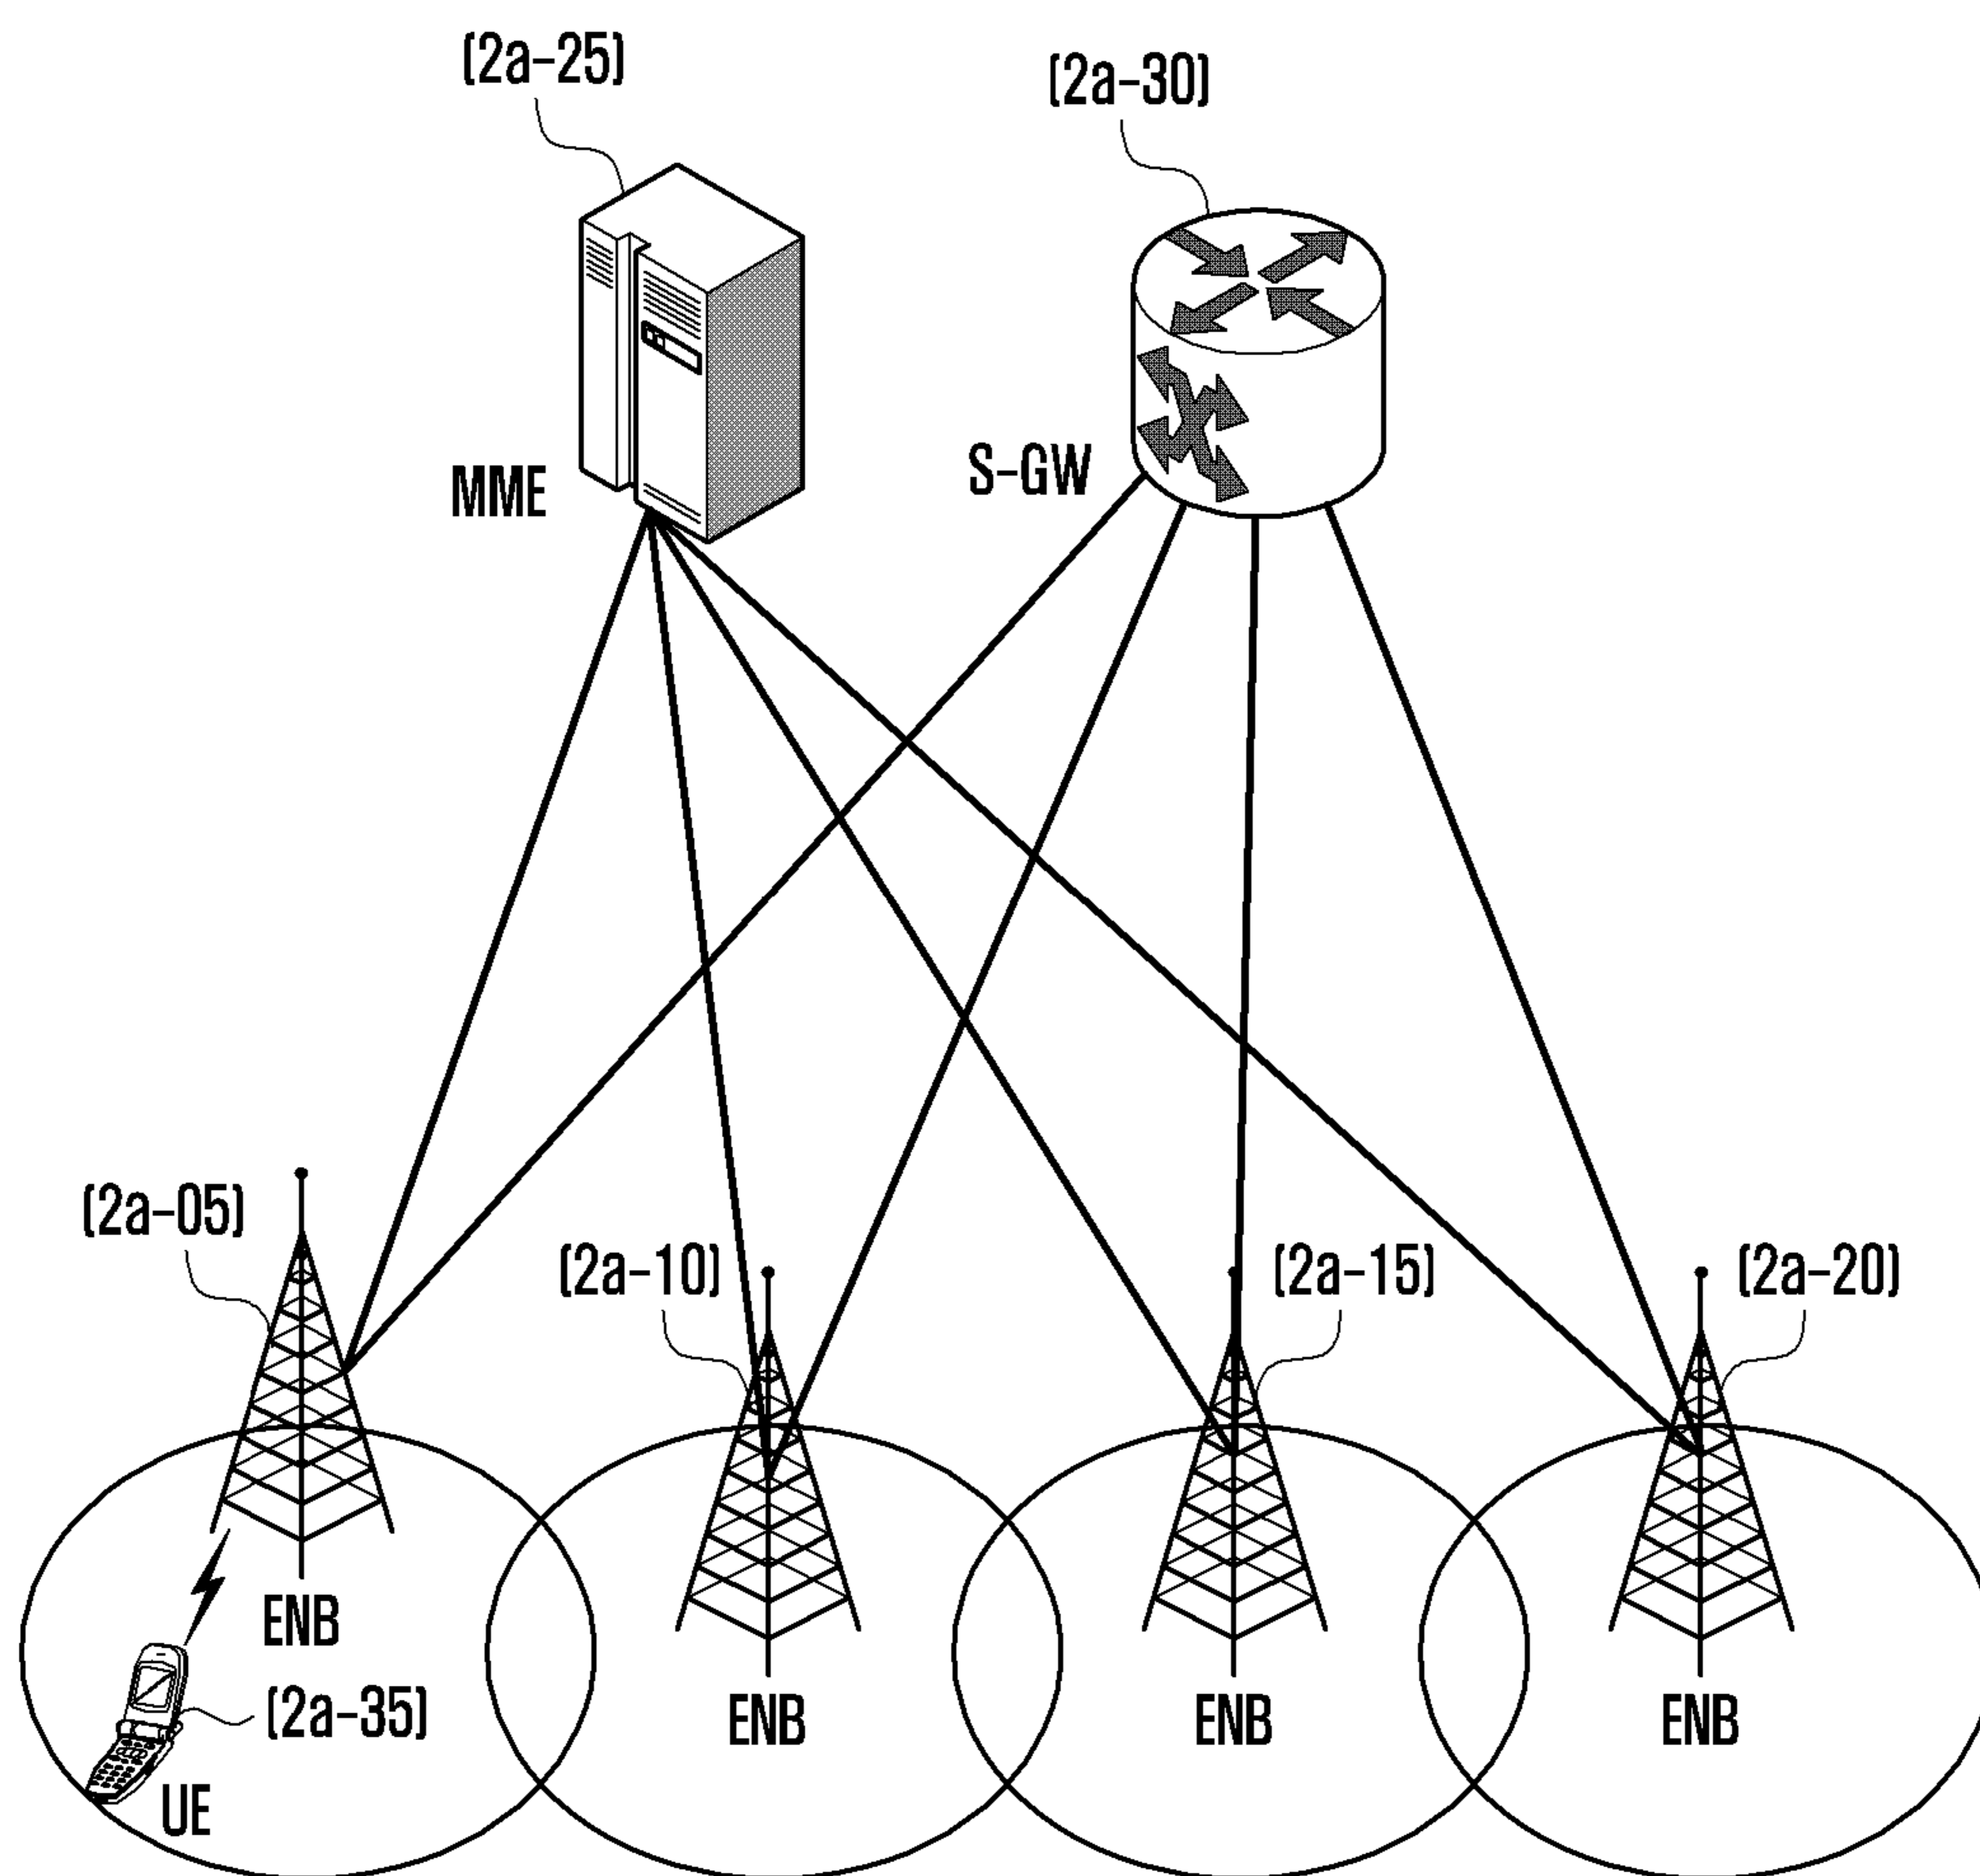 (2a-25)
(2a-30)
MME
S-GW
(2a-05)
(2a-10)
(2a-15)
(2a-20)
ENB
(2a-35)
ENB
ENB
ENB
UE